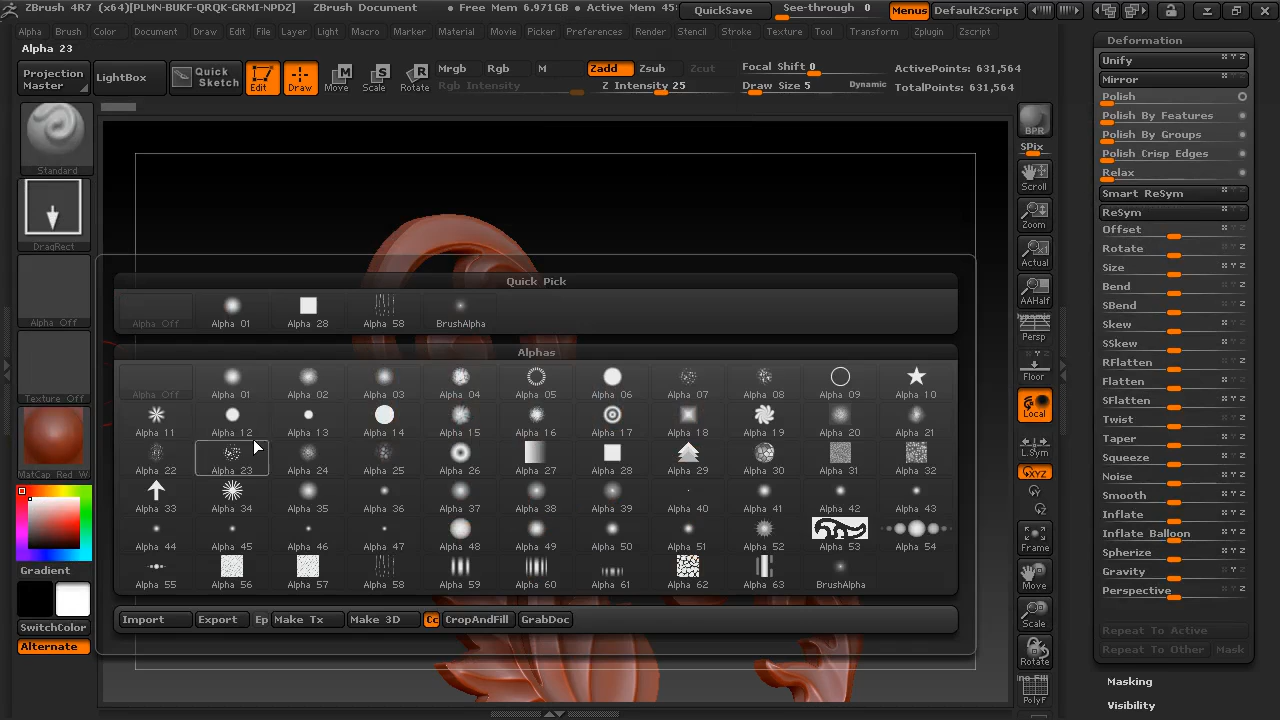 ZBrush 4R7 (x64)[PLMN-BUKF-QRQK-GRMI-NPDZ] ZBrush Document • Free Mem 6.971GB • Active Mem 45 QuickSave See-through 0 Menus DefaultZScript
Alpha Brush Color Document Draw Edit File Layer Light Macro Marker Material Movie Picker Preferences Render Stencil Stroke Texture Tool Transform Zplugin Zscript
Alpha 23
Projection Master LightBox Quick Sketch Edit Draw Move Scale Rotate
Mrgb Rgb M Zadd Zsub Zcut Focal Shift 0 ActivePoints: 631,564
Rgb Intensity Z Intensity 25 Draw Size 5 Dynamic TotalPoints: 631,564
Standard
DragRect
Alpha Off
Texture Off
MatCap Red W
Gradient
SwitchColor
Alternate
Quick Pick
Alpha Off Alpha 01 Alpha 28 Alpha 58 BrushAlpha
Alphas
Alpha Off Alpha 01 Alpha 02 Alpha 03 Alpha 04 Alpha 05 Alpha 06 Alpha 07 Alpha 08 Alpha 09 Alpha 10
Alpha 11 Alpha 12 Alpha 13 Alpha 14 Alpha 15 Alpha 16 Alpha 17 Alpha 18 Alpha 19 Alpha 20 Alpha 21
Alpha 22 Alpha 23 Alpha 24 Alpha 25 Alpha 26 Alpha 27 Alpha 28 Alpha 29 Alpha 30 Alpha 31 Alpha 32
Alpha 33 Alpha 34 Alpha 35 Alpha 36 Alpha 37 Alpha 38 Alpha 39 Alpha 40 Alpha 41 Alpha 42 Alpha 43
Alpha 44 Alpha 45 Alpha 46 Alpha 47 Alpha 48 Alpha 49 Alpha 50 Alpha 51 Alpha 52 Alpha 53 Alpha 54
Alpha 55 Alpha 56 Alpha 57 Alpha 58 Alpha 59 Alpha 60 Alpha 61 Alpha 62 Alpha 63 BrushAlpha
Import Export Ep Make Tx Make 3D Cc CropAndFill GrabDoc
BPR
SPix
Scroll
Zoom
Actual
AAHalf
Dynamic
Persp
Floor
Local
L.Sym
XYZ
Frame
Move
Scale
Rotate
PolyF
Deformation
Unify
Mirror
Polish
Polish By Features
Polish By Groups
Polish Crisp Edges
Relax
Smart ReSym
ReSym
Offset
Rotate
Size
Bend
SBend
Skew
SSkew
RFlatten
Flatten
SFlatten
Twist
Taper
Squeeze
Noise
Smooth
Inflate
Inflate Balloon
Spherize
Gravity
Perspective
Repeat To Active
Repeat To Other Mask
Masking
Visibility